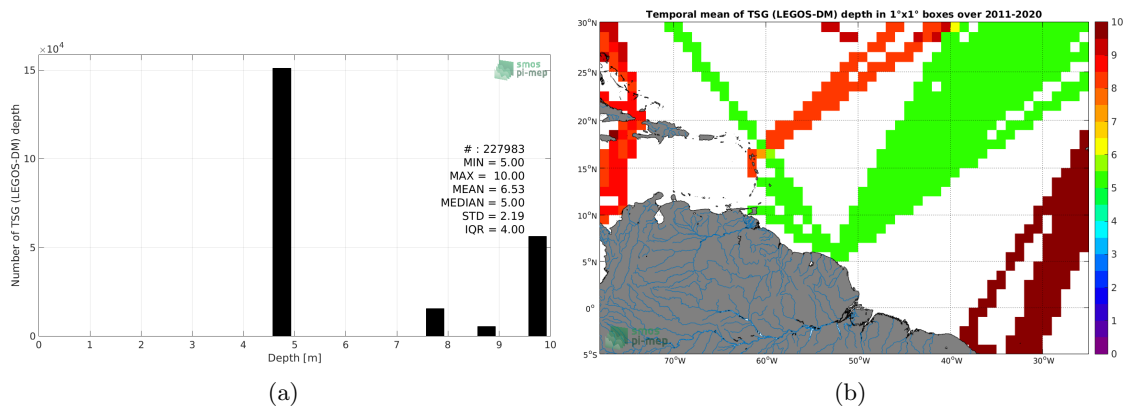 ×10⁴
15
10
5
0
Number of TSG (LEGOS-DM) depth
smos
pi-mep
# : 227983
MIN = 5.00
MAX = 10.00
MEAN = 6.53
MEDIAN = 5.00
STD = 2.19
IQR = 4.00
0 1 2 3 4 5 6 7 8 9 10
Depth [m]
(a)
Temporal mean of TSG (LEGOS-DM) depth in 1°x1° boxes over 2011-2020
30°N
25°N
20°N
15°N
10°N
5°N
0°
5°S
70°W 60°W 50°W 40°W 30°W
smos
pi-mep
10
9
8
7
6
5
4
3
2
1
0
(b)